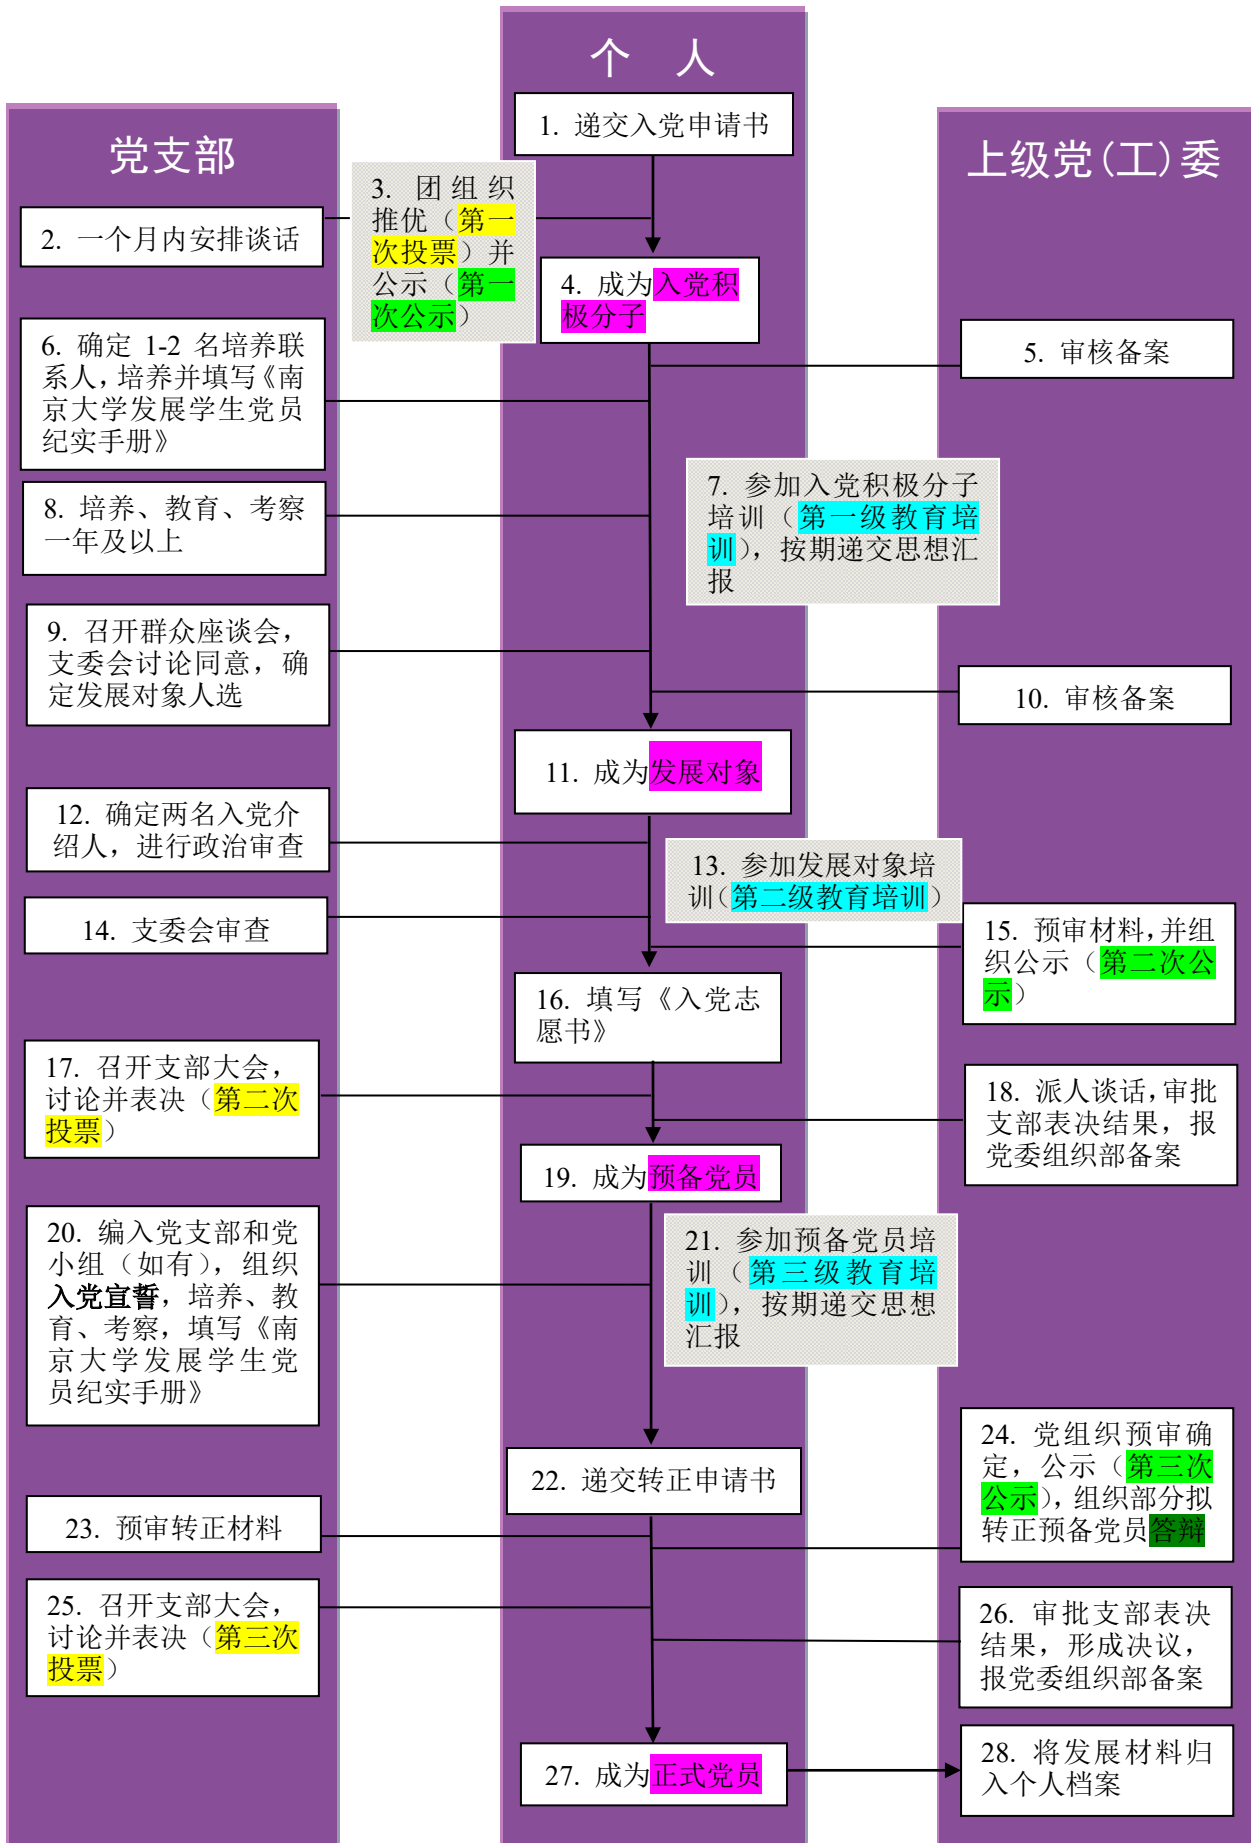 个 人
党支部
上级党(工)委
1. 递交入党申请书
2. 一个月内安排谈话
3. 团组织
推优（第一
次投票）并
公示（第一
次公示）
4. 成为入党积
极分子
5. 审核备案
6. 确定 1-2 名培养联
系人，培养并填写《南
京大学发展学生党员
纪实手册》
7. 参加入党积极分子
培训（第一级教育培
训），按期递交思想汇
报
8. 培养、教育、考察
一年及以上
9. 召开群众座谈会，
支委会讨论同意，确
定发展对象人选
10. 审核备案
11. 成为发展对象
12. 确定两名入党介
绍人，进行政治审查
13. 参加发展对象培
训（第二级教育培训）
14. 支委会审查
15. 预审材料，并组
织公示（第二次公
示）
16. 填写《入党志
愿书》
17. 召开支部大会，
讨论并表决（第二次
投票）
18. 派人谈话，审批
支部表决结果，报
党委组织部备案
19. 成为预备党员
20. 编入党支部和党
小组（如有），组织
入党宣誓，培养、教
育、考察，填写《南
京大学发展学生党
员纪实手册》
21. 参加预备党员培
训（第三级教育培
训），按期递交思想
汇报
22. 递交转正申请书
23. 预审转正材料
24. 党组织预审确
定，公示（第三次
公示），组织部分拟
转正预备党员答辩
25. 召开支部大会，
讨论并表决（第三次
投票）
26. 审批支部表决
结果，形成决议，
报党委组织部备案
27. 成为正式党员
28. 将发展材料归
入个人档案